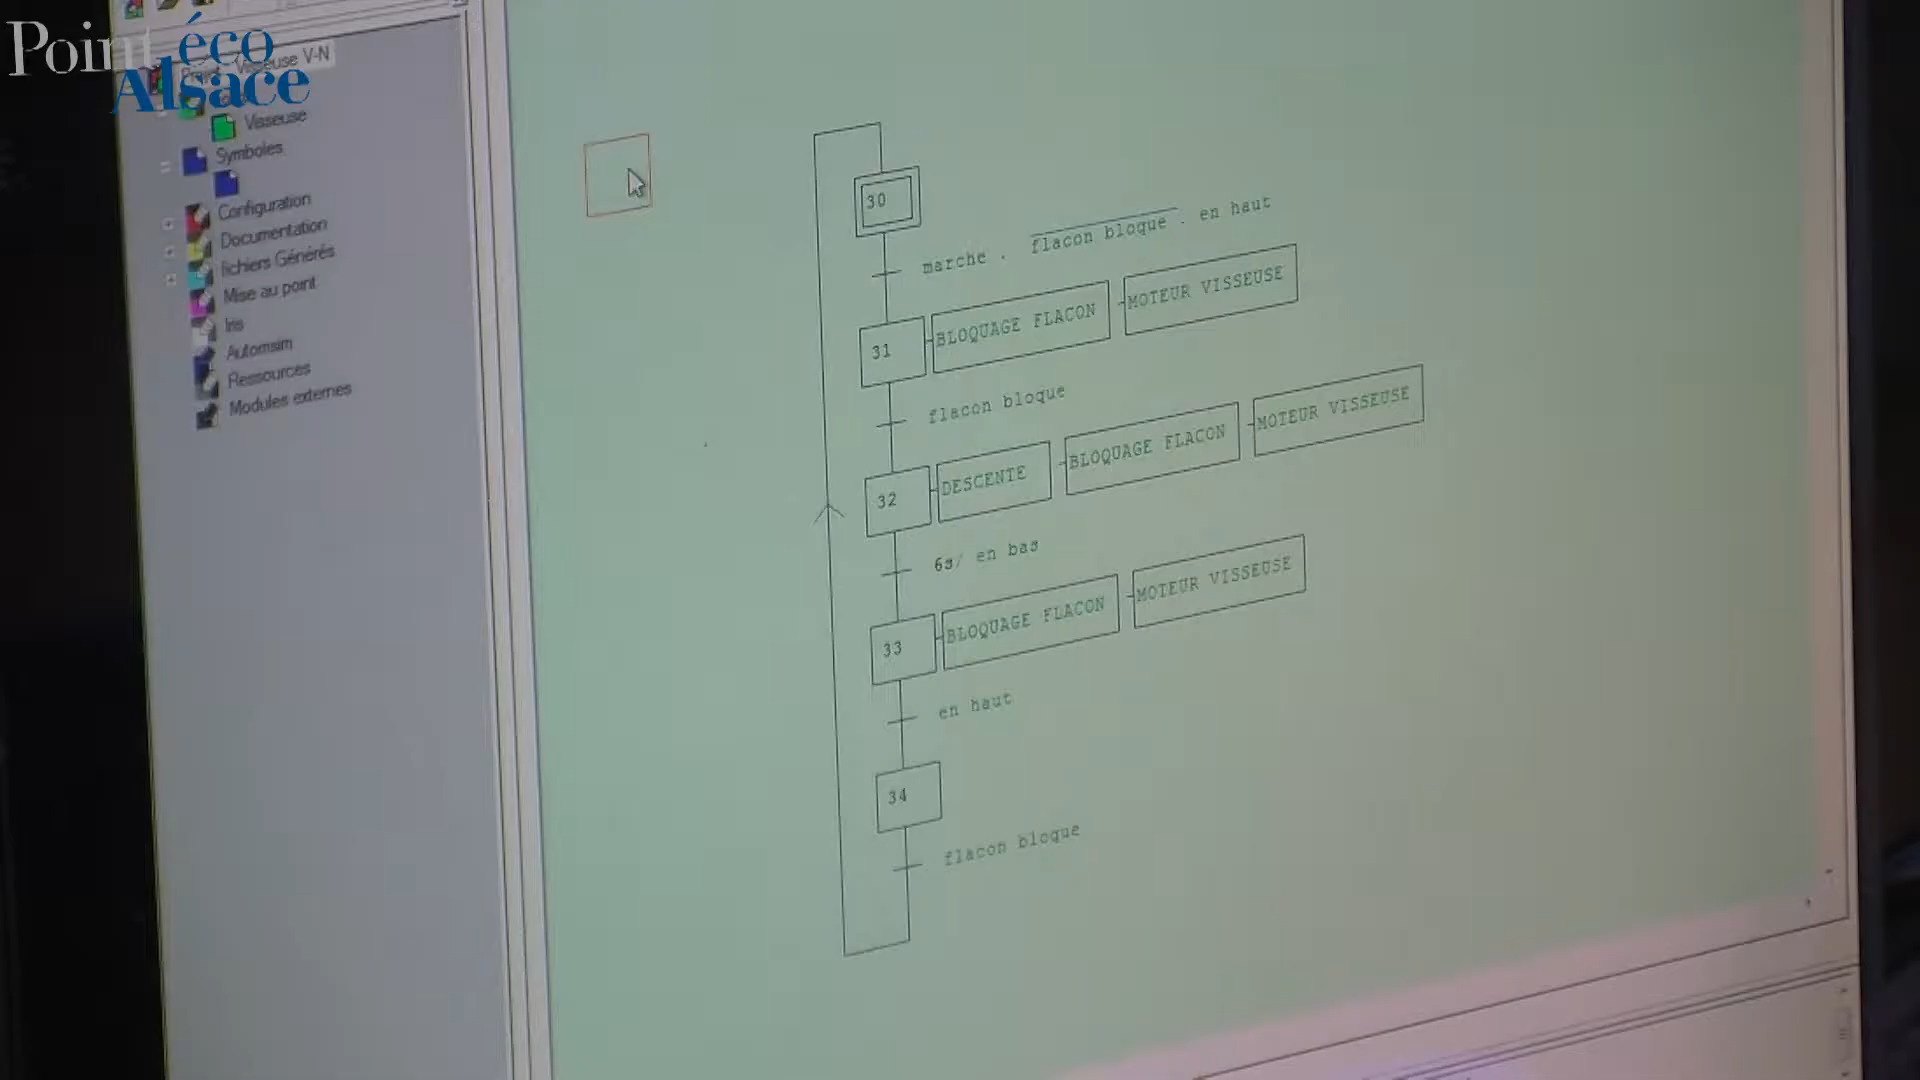 Point éco
Alsace
Visseuse V-N
Visseuse
Symboles
Configuration
Documentation
Fichiers Générés
Mise au point
Iris
Automsim
Ressources
Modules externes
30
marche . flacon bloque . en haut
31 BLOQUAGE FLACON MOTEUR VISSEUSE
flacon bloque
32 DESCENTE BLOQUAGE FLACON MOTEUR VISSEUSE
6s/ en bas
33 BLOQUAGE FLACON MOTEUR VISSEUSE
en haut
34
flacon bloque